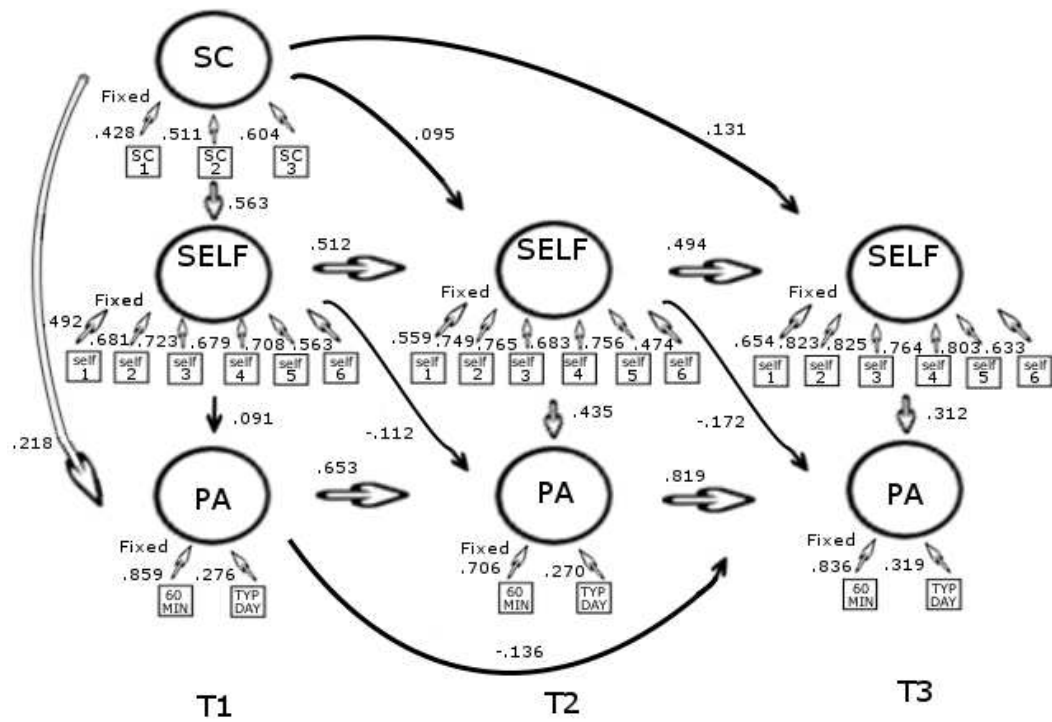 SC
Fixed
.428 .511 .604
SC 1 SC 2 SC 3
.095
.131
.563
SELF
.512
SELF
.494
SELF
Fixed
Fixed
Fixed
.492 .681 .723 .679 .708 .563
.559 .749 .765 .683 .756 .474
.654 .823 .825 .764 .803 .633
self 1 self 2 self 3 self 4 self 5 self 6
self 1 self 2 self 3 self 4 self 5 self 6
self 1 self 2 self 3 self 4 self 5 self 6
.218
.091
-.112
.435
-.172
.312
PA
.653
PA
.819
PA
Fixed
.859 .276
Fixed
.706 .270
Fixed
.836 .319
60 MIN TYP DAY
60 MIN TYP DAY
60 MIN TYP DAY
-.136
T1 T2 T3